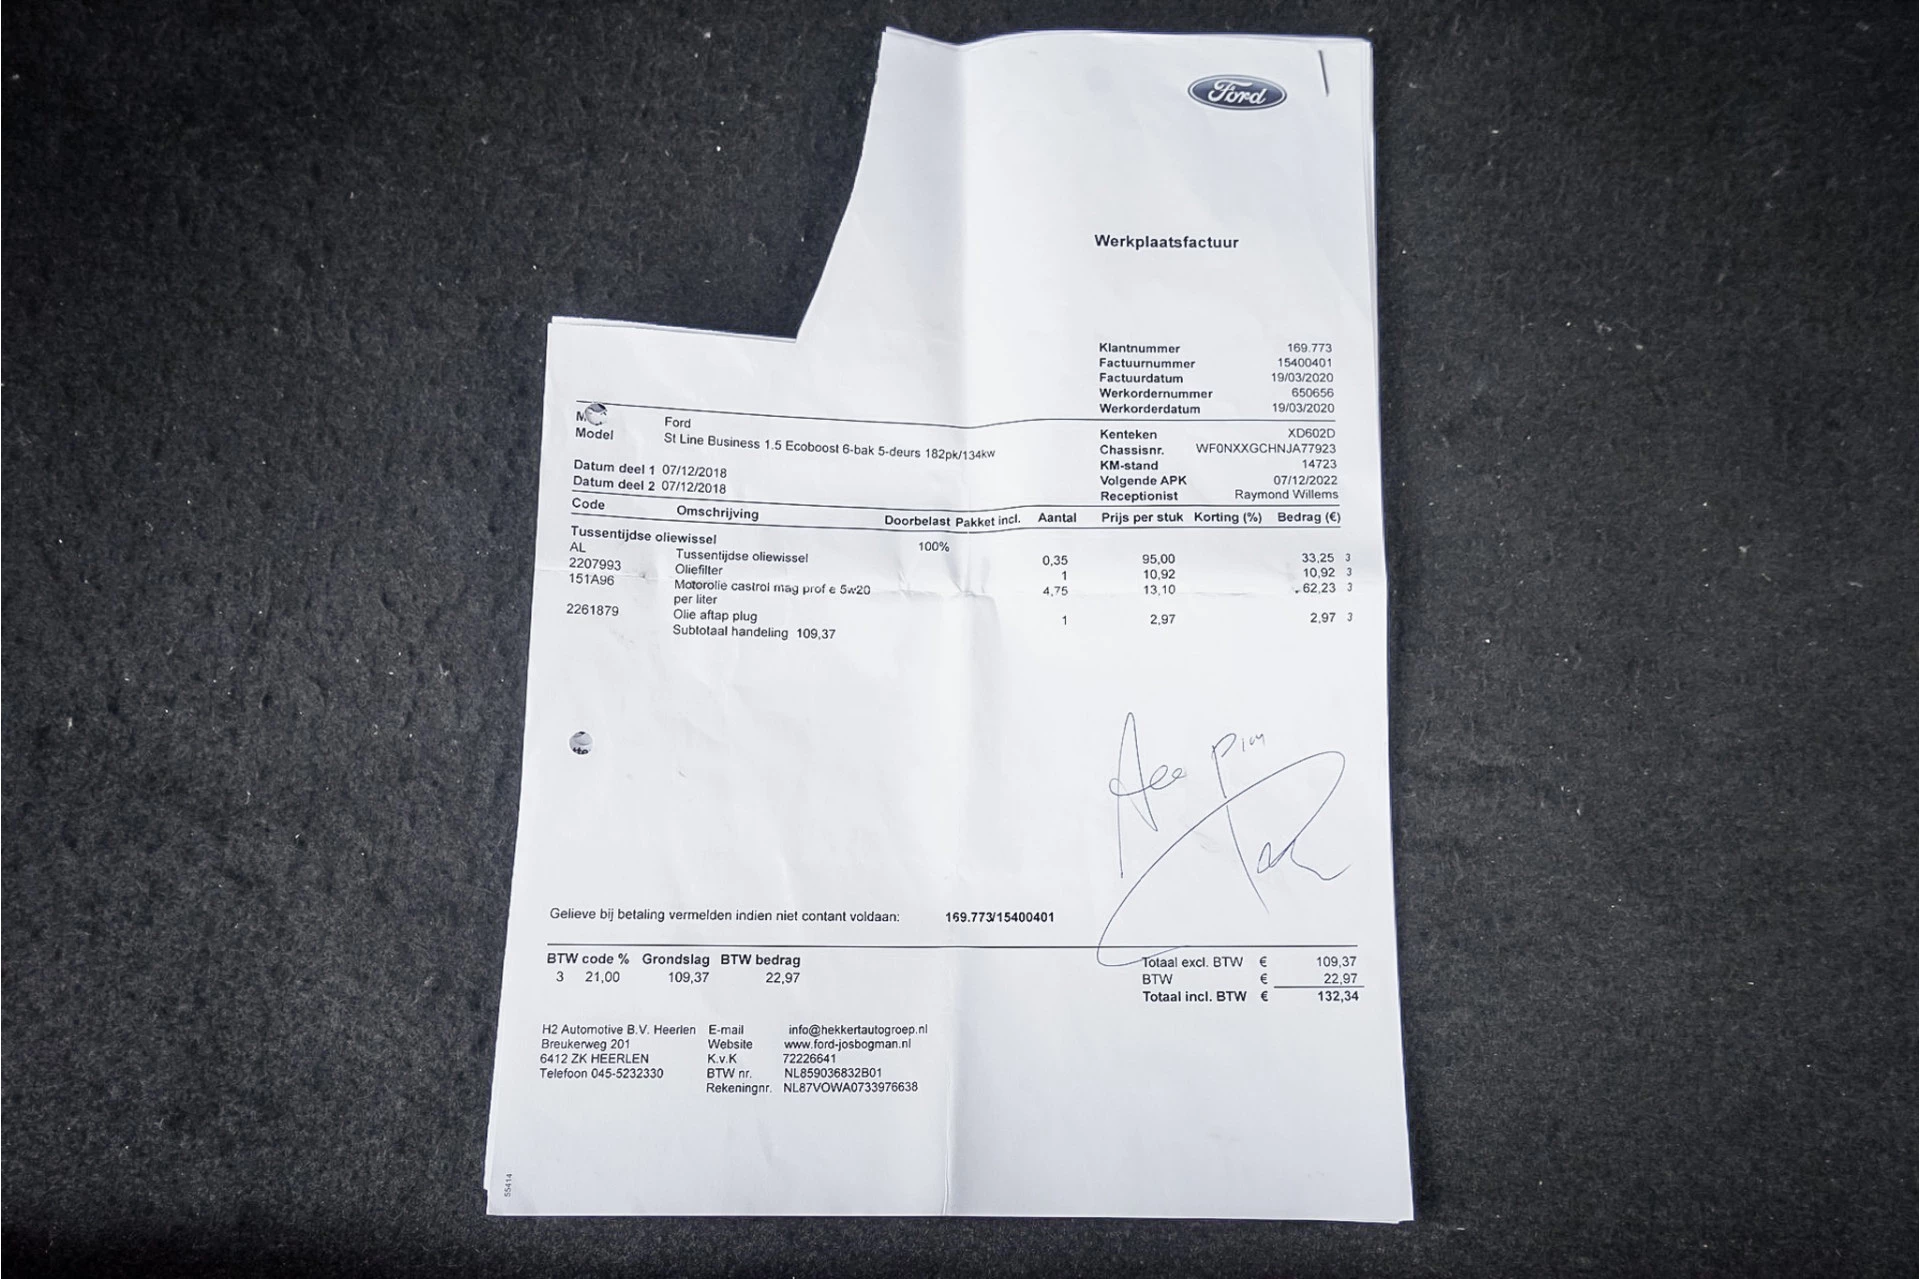 Ford
Werkplaatsfactuur
Klantnummer 169.773
Factuurnummer 15400401
Factuurdatum 19/03/2020
Werkordernummer 650656
Werkorderdatum 19/03/2020
Ford
Model St Line Business 1.5 Ecoboost 6-bak 5-deurs 182pk/134kw
Kenteken XD602D
Chassisnr. WF0NXXGCHNJA77923
KM-stand 14723
Volgende APK 07/12/2022
Receptionist Raymond Willems
Datum deel 1 07/12/2018
Datum deel 2 07/12/2018
Code Omschrijving Doorbelast Pakket incl. Aantal Prijs per stuk Korting (%) Bedrag (€)
Tussentijdse oliewissel 100%
AL Tussentijdse oliewissel 0,35 95,00 33,25 3
2207993 Oliefilter 1 10,92 10,92 3
151A96 Motorolie castrol mag prof e 5w20 4,75 13,10 62,23 3
per liter
2261879 Olie aftap plug 1 2,97 2,97 3
Subtotaal handeling 109,37
Gelieve bij betaling vermelden indien niet contant voldaan: 169.773/15400401
BTW code % Grondslag BTW bedrag
3 21,00 109,37 22,97
Totaal excl. BTW € 109,37
BTW € 22,97
Totaal incl. BTW € 132,34
H2 Automotive B.V. Heerlen E-mail info@hekkertautogroep.nl
Breukerweg 201 Website www.ford-josbogman.nl
6412 ZK HEERLEN K.v.K 72226641
Telefoon 045-5232330 BTW nr. NL859036832B01
Rekeningnr. NL87VOWA0733976638
55414